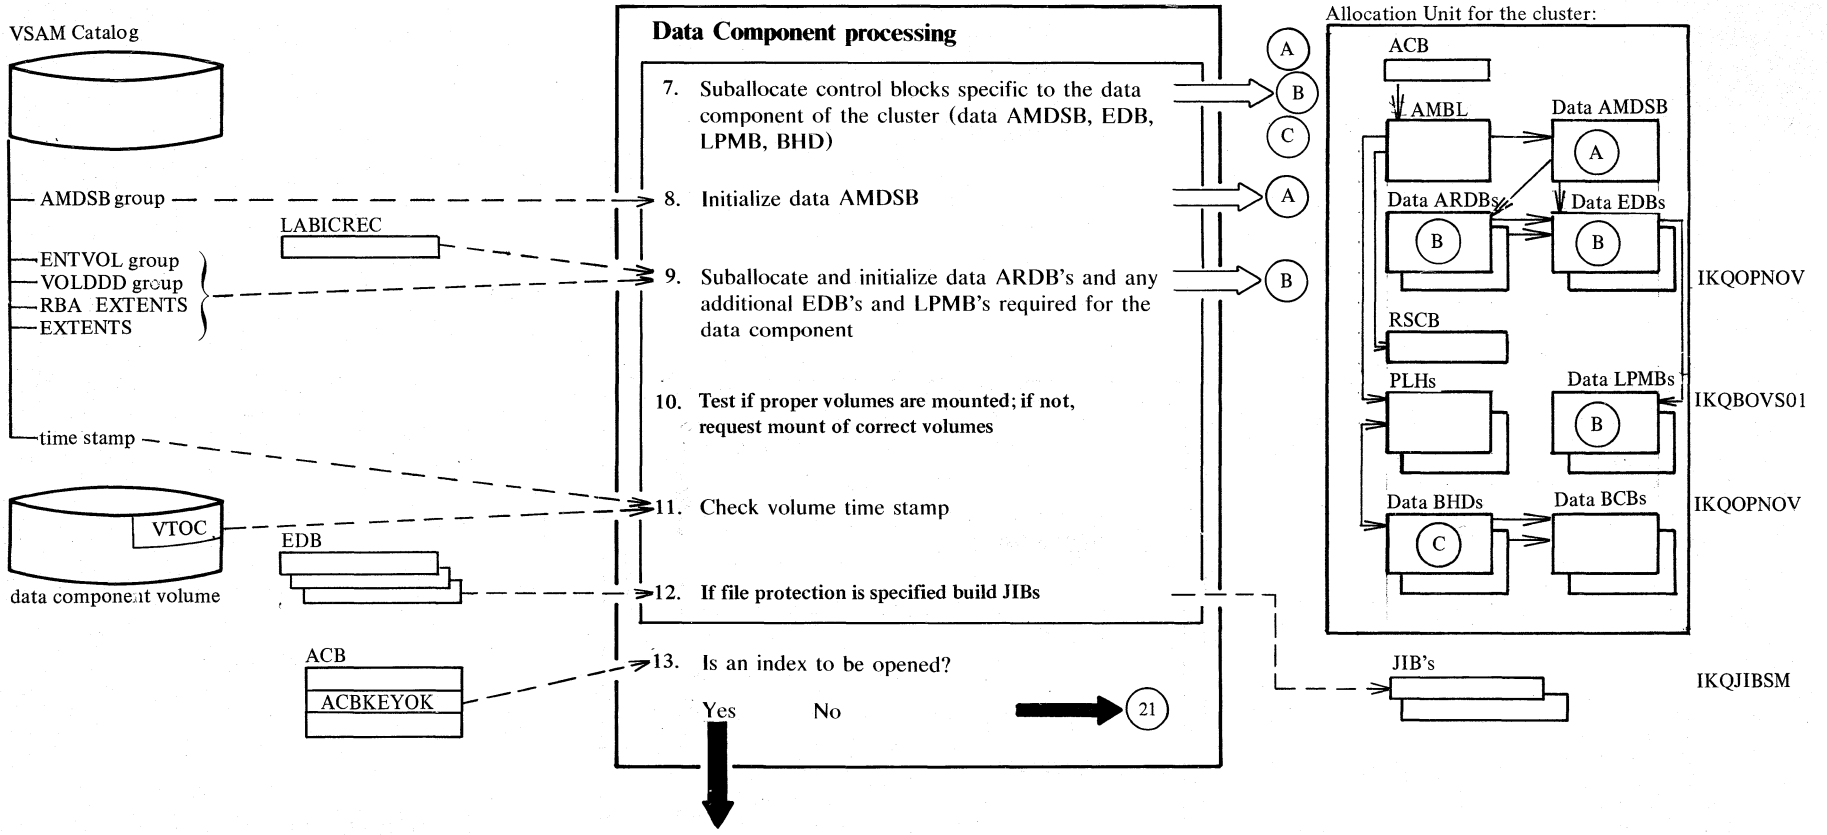 VSAM Catalog
AMDSB group
LABICREC
ENTVOL group
VOLDDD group
RBA EXTENTS
EXTENTS
time stamp
VTOC
data component volume
EDB
ACB
ACBKEYOK
Data Component processing
7. Suballocate control blocks specific to the data
component of the cluster (data AMDSB, EDB,
LPMB, BHD)
8. Initialize data AMDSB
9. Suballocate and initialize data ARDB's and any
additional EDB's and LPMB's required for the
data component
10. Test if proper volumes are mounted; if not,
request mount of correct volumes
11. Check volume time stamp
12. If file protection is specified build JIBs
13. Is an index to be opened?
Yes No 21
A
B
C
A
B
Allocation Unit for the cluster:
ACB
AMBL Data AMDSB
A
Data ARDBs Data EDBs
B B
RSCB
PLHs Data LPMBs
B
Data BHDs Data BCBs
C
JIB's
IKQOPNOV
IKQBOVS01
IKQOPNOV
IKQJIBSM